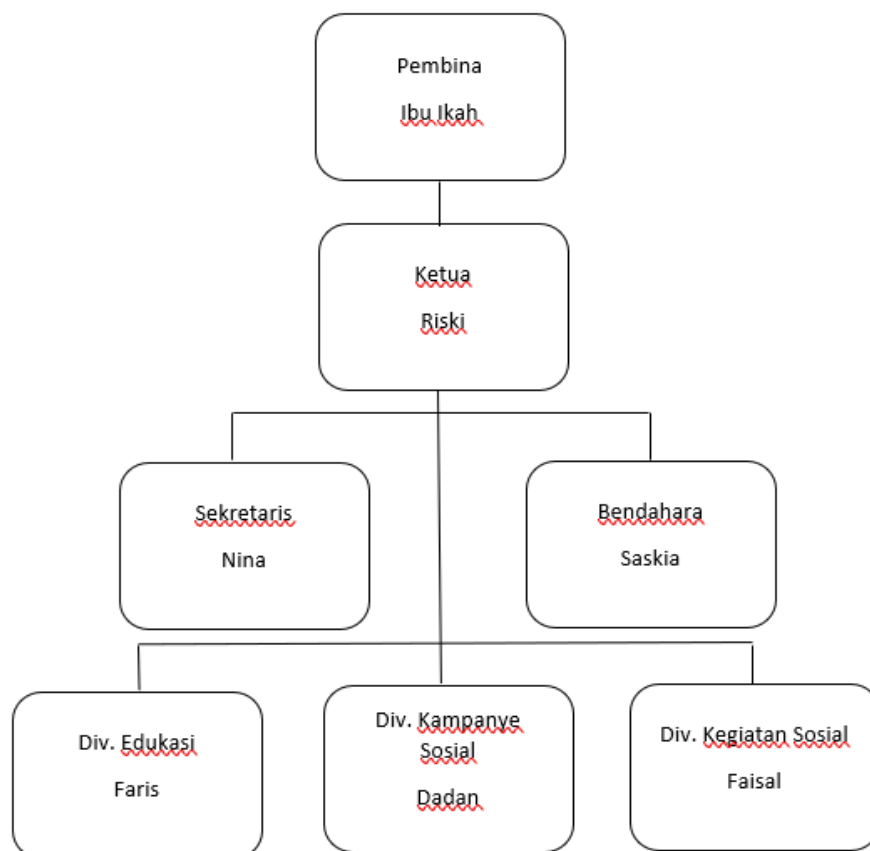 Pembina
Ibu Ikah
Ketua
Riski
Sekretaris
Nina
Bendahara
Saskia
Div. Edukasi
Faris
Div. Kampanye
Sosial
Dadan
Div. Kegiatan Sosial
Faisal